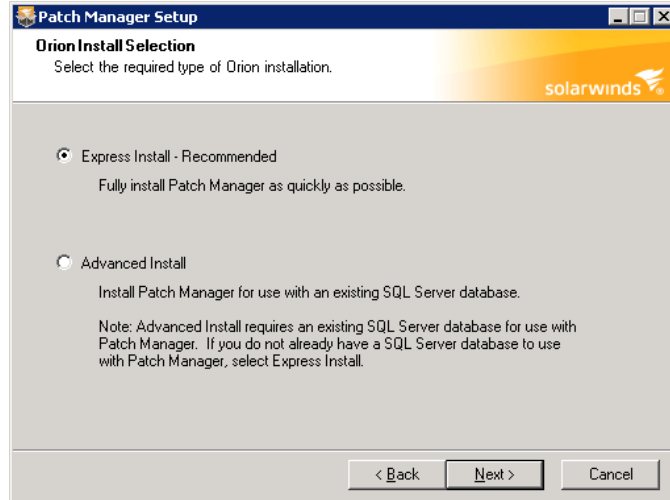 Patch Manager Setup
Orion Install Selection
Select the required type of Orion installation.
solarwinds
Express Install - Recommended
Fully install Patch Manager as quickly as possible.
Advanced Install
Install Patch Manager for use with an existing SQL Server database.
Note: Advanced Install requires an existing SQL Server database for use with
Patch Manager. If you do not already have a SQL Server database to use
with Patch Manager, select Express Install.
< Back
Next >
Cancel